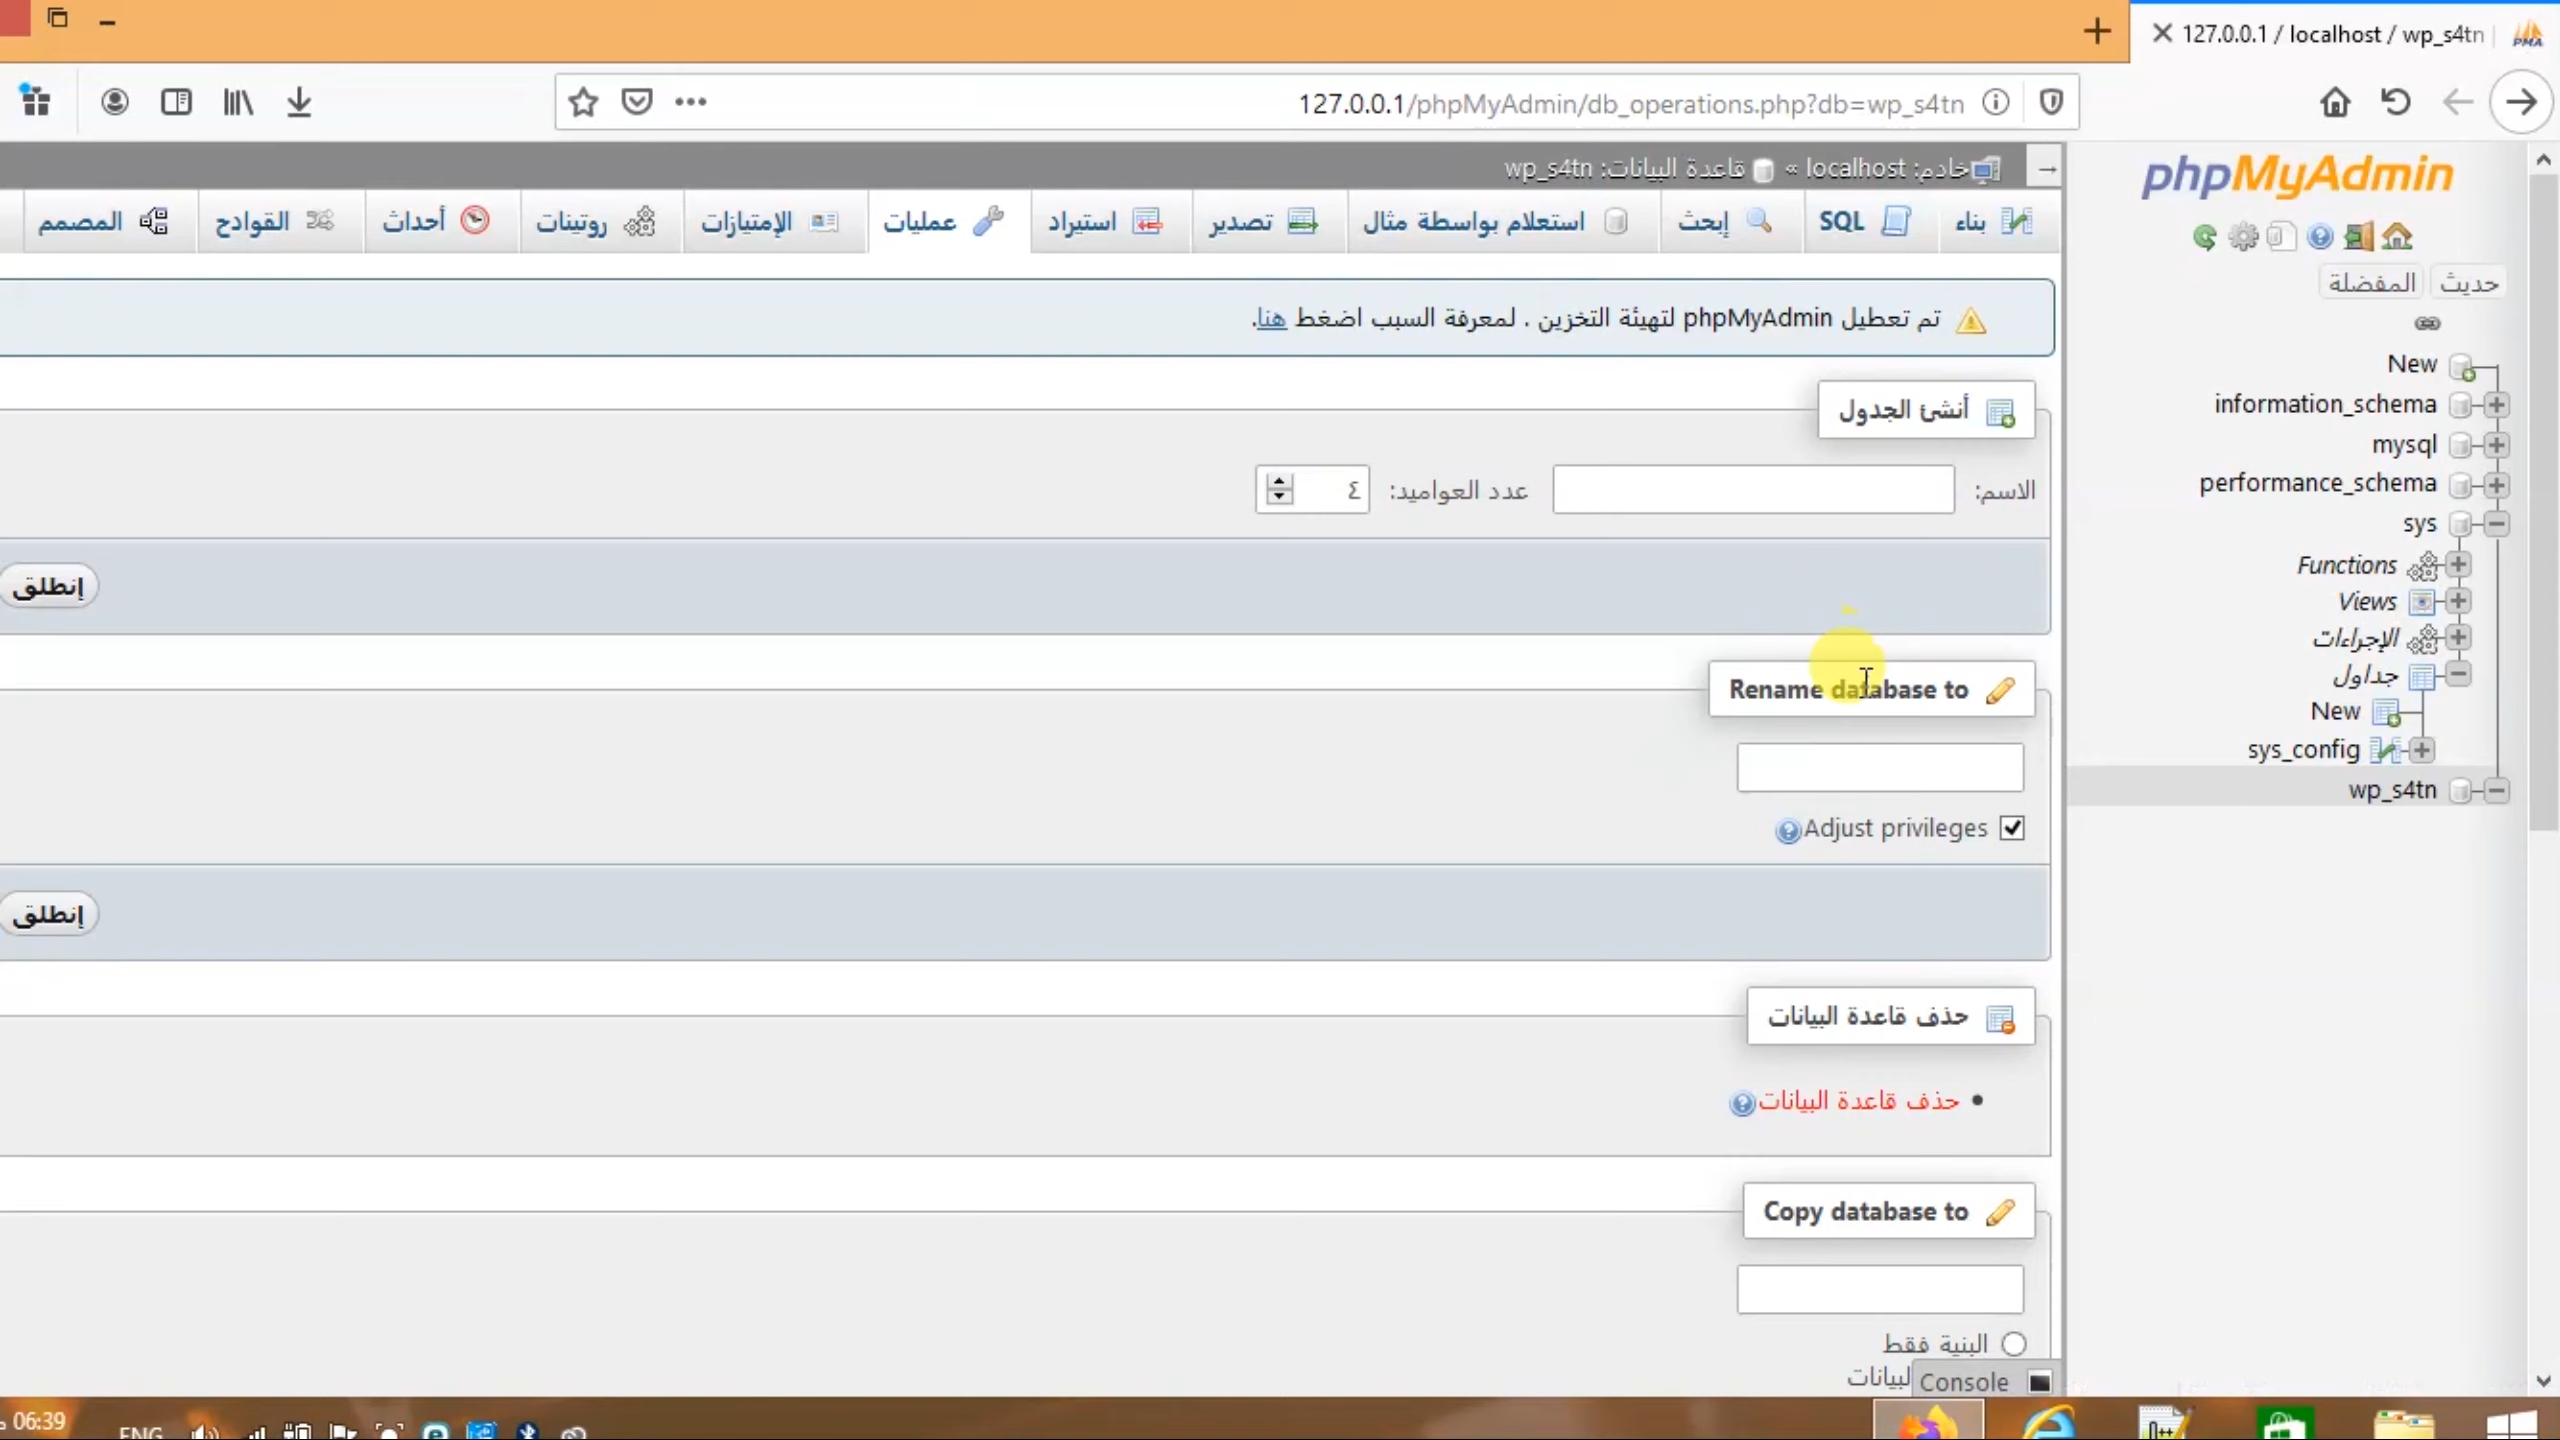 127.0.0.1 / localhost / wp_s4tn
127.0.0.1/phpMyAdmin/db_operations.php?db=wp_s4tn
phpMyAdmin
حديث
المفضلة
New
information_schema
mysql
performance_schema
sys
Functions
Views
الإجراءات
جداول
New
sys_config
wp_s4tn
خادم: localhost » قاعدة البيانات: wp_s4tn
بناء
SQL
إبحث
استعلام بواسطة مثال
تصدير
استيراد
عمليات
الإمتيازات
روتينات
أحداث
القوادح
المصمم
تم تعطيل phpMyAdmin لتهيئة التخزين . لمعرفة السبب اضغط هنا.
أنشئ الجدول
الاسم:
عدد العواميد: ٤
إنطلق
Rename database to
Adjust privileges
إنطلق
حذف قاعدة البيانات
حذف قاعدة البيانات
Copy database to
البنية فقط
Console
06:39
ENG